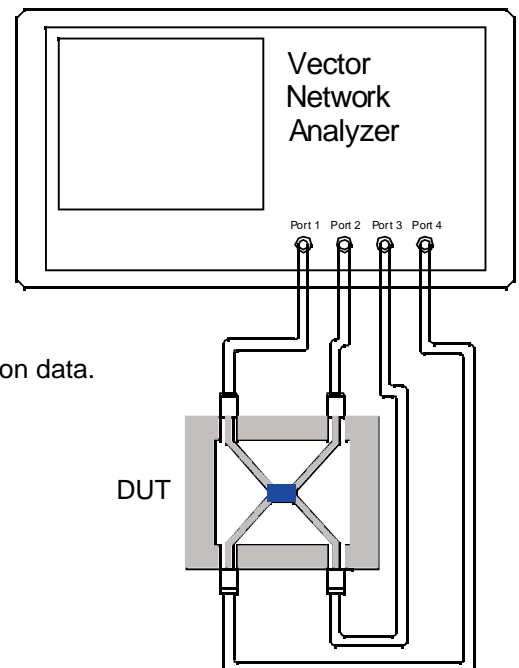 Vector
Network
Analyzer
Port 1 Port 2 Port 3 Port 4
on data.
DUT